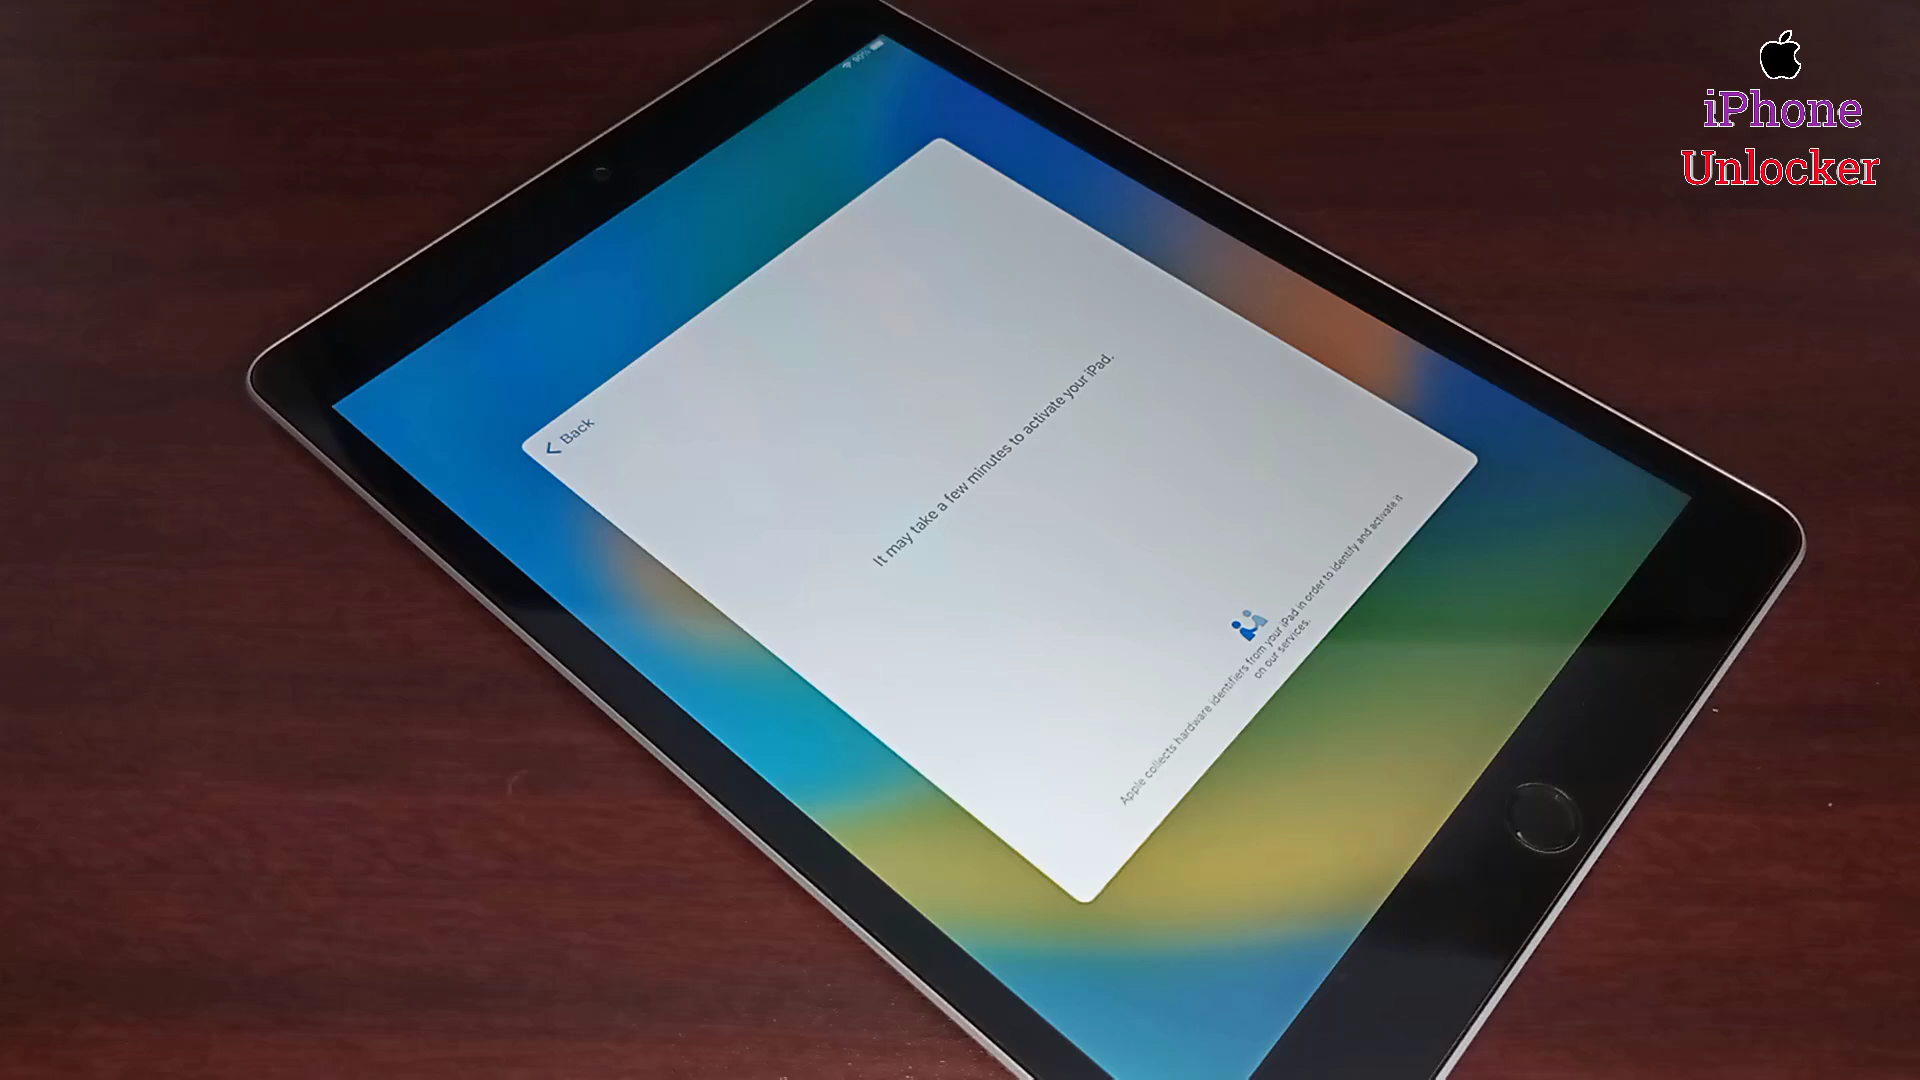 iPhone
Unlocker
90%
Back
It may take a few minutes to activate your iPad.
Apple collects hardware identifiers from your iPad in order to identify and activate it
on our services.